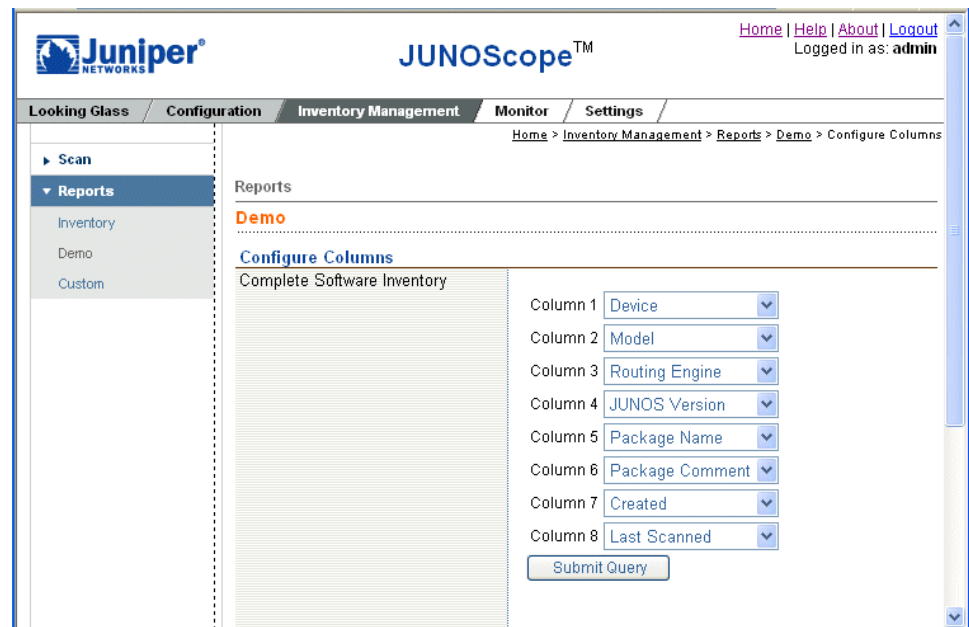 Juniper®
NETWORKS
JUNOScope™
Home | Help | About | Logout
Logged in as: admin
Looking Glass / Configuration / Inventory Management / Monitor / Settings /
Home > Inventory Management > Reports > Demo > Configure Columns
Scan
Reports
Inventory
Demo
Custom
Reports
Demo
Configure Columns
Complete Software Inventory
Column 1 Device
Column 2 Model
Column 3 Routing Engine
Column 4 JUNOS Version
Column 5 Package Name
Column 6 Package Comment
Column 7 Created
Column 8 Last Scanned
Submit Query